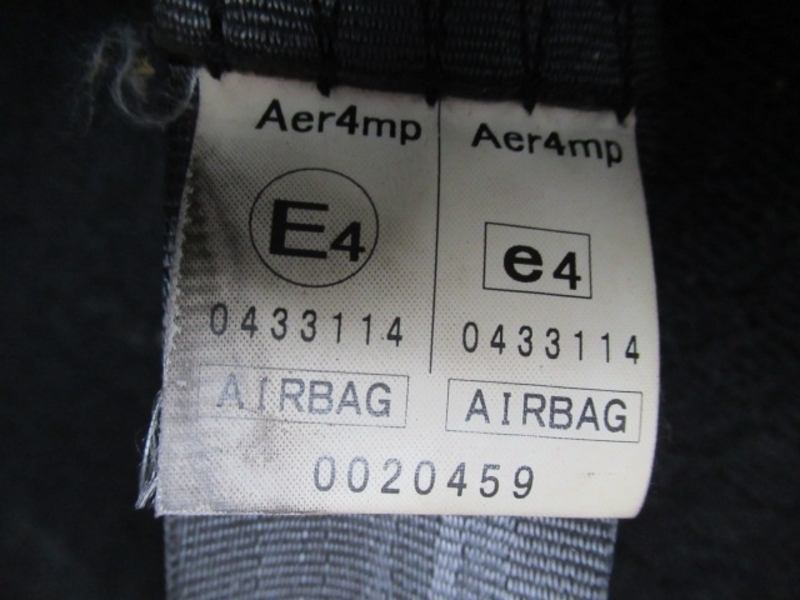 Aer4mp
E4
0433114
AIRBAG
Aer4mp
e4
0433114
AIRBAG
0020459